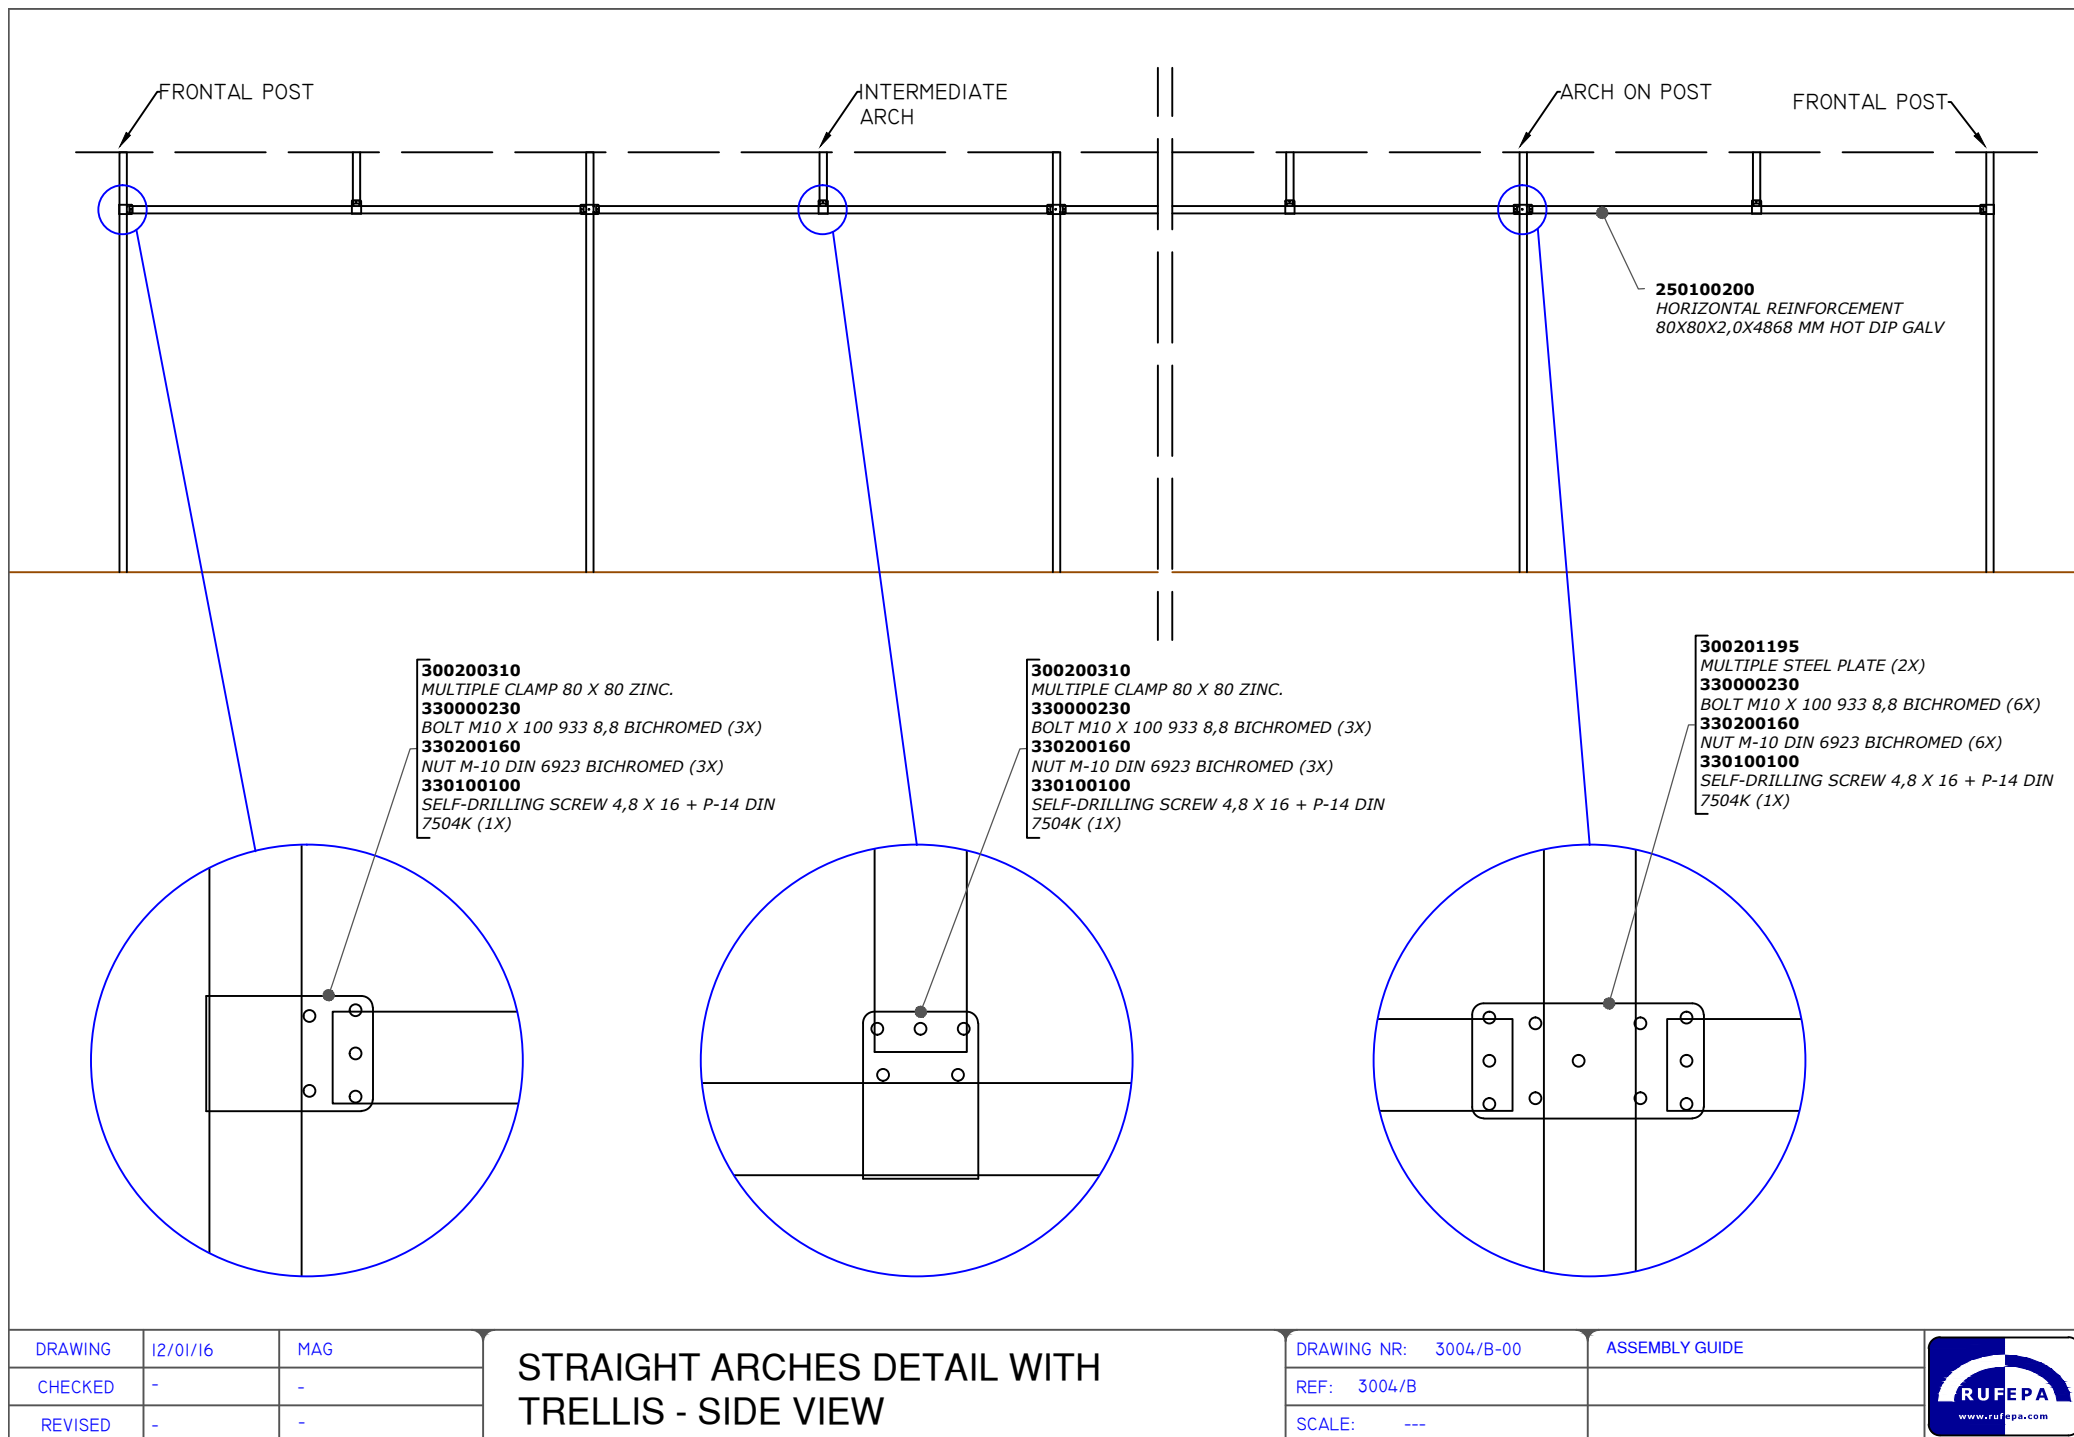 FRONTAL POST
INTERMEDIATE
ARCH
ARCH ON POST
FRONTAL POST
250100200
HORIZONTAL REINFORCEMENT
80X80X2,0X4868 MM HOT DIP GALV
300200310
MULTIPLE CLAMP 80 X 80 ZINC.
330000230
BOLT M10 X 100 933 8,8 BICHROMED (3X)
330200160
NUT M-10 DIN 6923 BICHROMED (3X)
330100100
SELF-DRILLING SCREW 4,8 X 16 + P-14 DIN
7504K (1X)
300200310
MULTIPLE CLAMP 80 X 80 ZINC.
330000230
BOLT M10 X 100 933 8,8 BICHROMED (3X)
330200160
NUT M-10 DIN 6923 BICHROMED (3X)
330100100
SELF-DRILLING SCREW 4,8 X 16 + P-14 DIN
7504K (1X)
300201195
MULTIPLE STEEL PLATE (2X)
330000230
BOLT M10 X 100 933 8,8 BICHROMED (6X)
330200160
NUT M-10 DIN 6923 BICHROMED (6X)
330100100
SELF-DRILLING SCREW 4,8 X 16 + P-14 DIN
7504K (1X)
DRAWING 12/01/16 MAG
CHECKED - -
REVISED - -
STRAIGHT ARCHES DETAIL WITH
TRELLIS - SIDE VIEW
DRAWING NR: 3004/B-00
REF: 3004/B
SCALE: ---
ASSEMBLY GUIDE
RUFEPA
www.rufepa.com